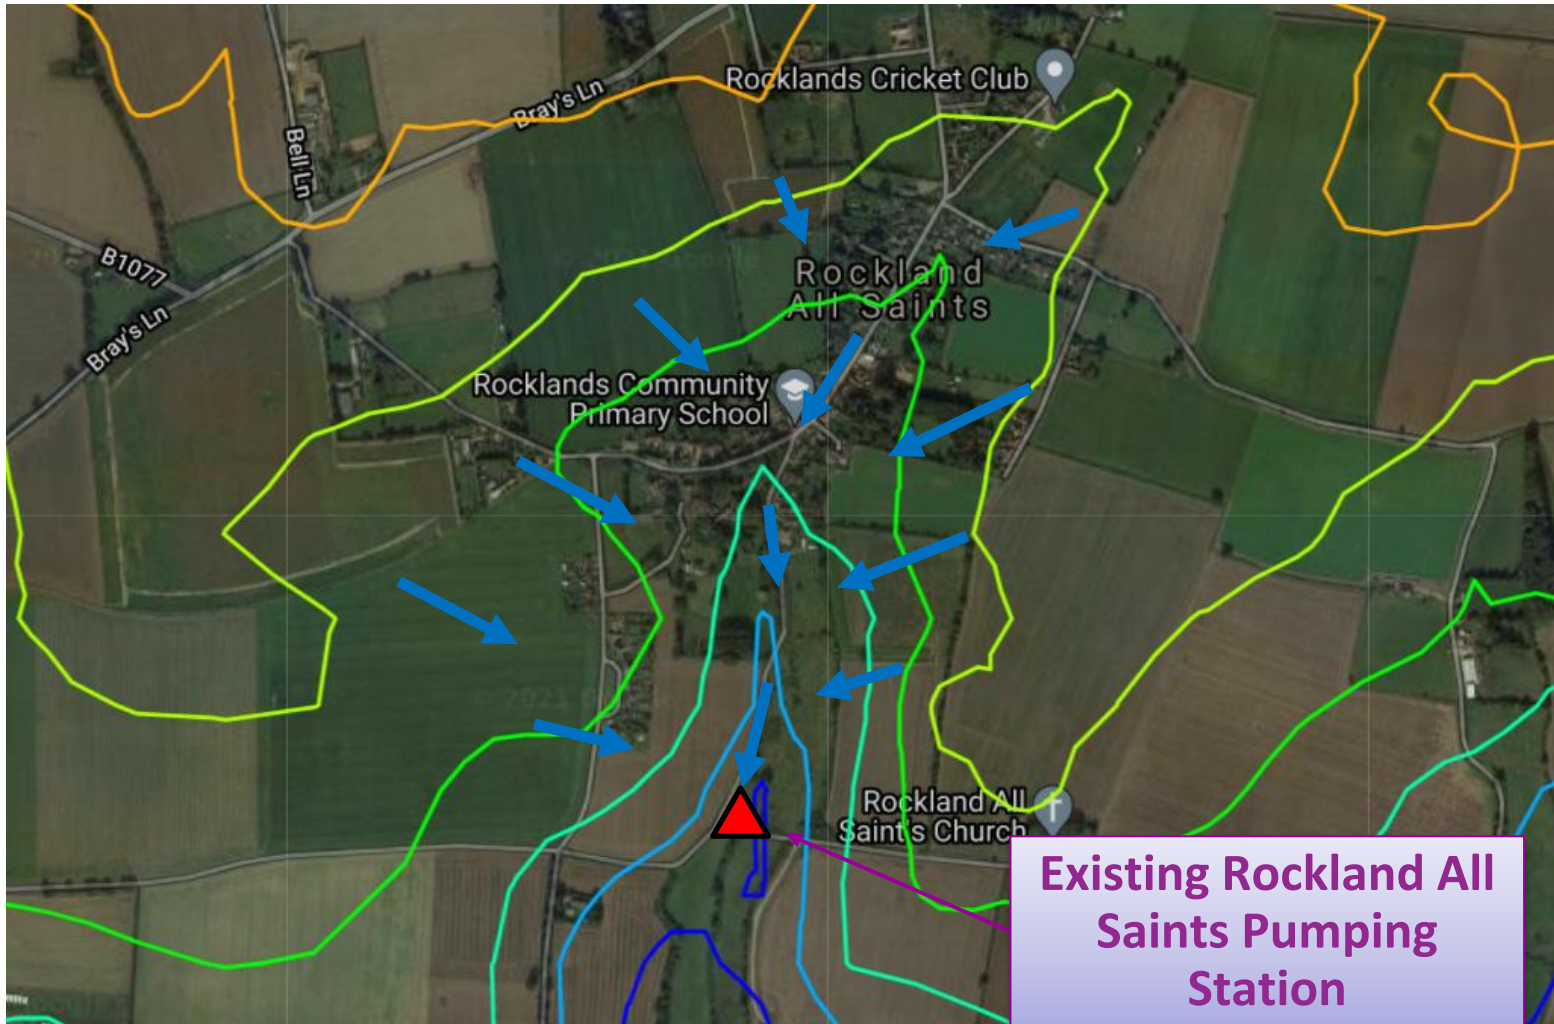 Rocklands Cricket Club
Bray's Ln
Bell Ln
B1077
Rockland
All Saints
Bray's Ln
Rocklands Community
Primary School
Rockland All
Saint's Church
Existing Rockland All
Saints Pumping
Station